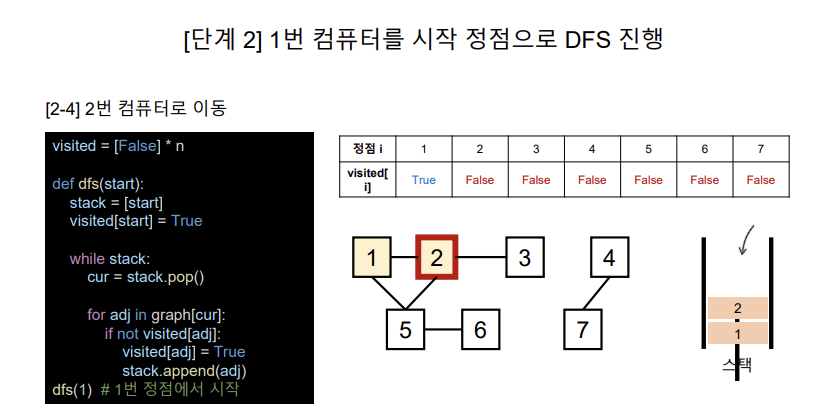 [단계 2] 1번 컴퓨터를 시작 정점으로 DFS 진행
[2-4] 2번 컴퓨터로 이동
visited = [False] * n
def dfs(start):
stack = [start]
visited[start] = True
while stack:
cur = stack.pop()
for adj in graph[cur]:
if not visited[adj]:
visited[adj] = True
stack.append(adj)
dfs(1) # 1번 정점에서 시작
정점 i 1 2 3 4 5 6 7
visited[
i] True False False False False False False
1 2 3 4
5 6 7
2
1
스택